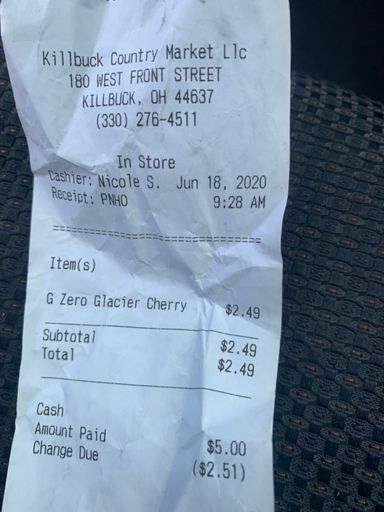 Killbuck Country Market Llc
180 WEST FRONT STREET
KILLBUCK, OH 44637
(330) 276-4511
In Store
Cashier: Nicole S. Jun 18, 2020
Receipt: PNHO 9:28 AM
Item(s)
G Zero Glacier Cherry $2.49
Subtotal $2.49
Total $2.49
Cash
Amount Paid $5.00
Change Due ($2.51)